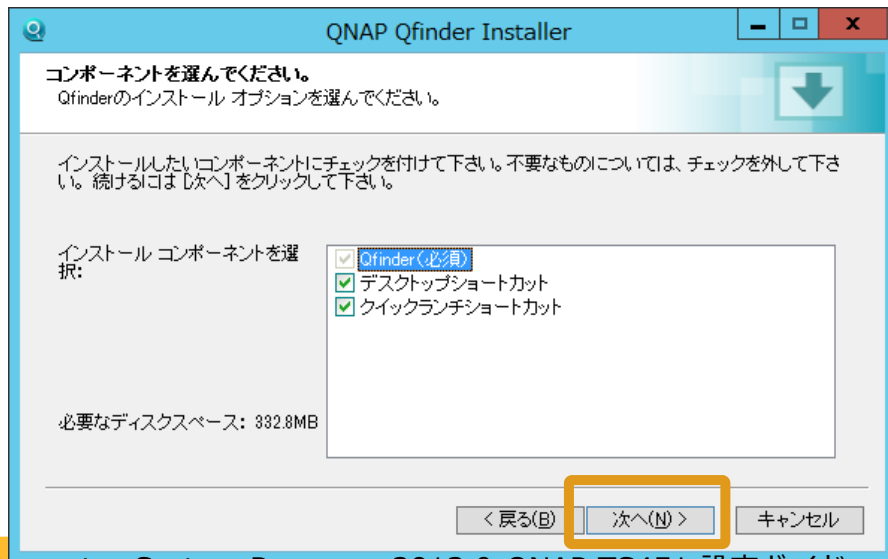 QNAP Qfinder Installer
コンポーネントを選んでください。
Qfinderのインストール オプションを選んでください。
インストールしたいコンポーネントにチェックを付けて下さい。不要なものについては、チェックを外して下さ
い。続けるには [次へ] をクリックして下さい。
インストール コンポーネントを選
択:
Qfinder(必須)
デスクトップショートカット
クイックランチショートカット
必要なディスクスペース: 332.8MB
< 戻る(B)
次へ(N) >
キャンセル